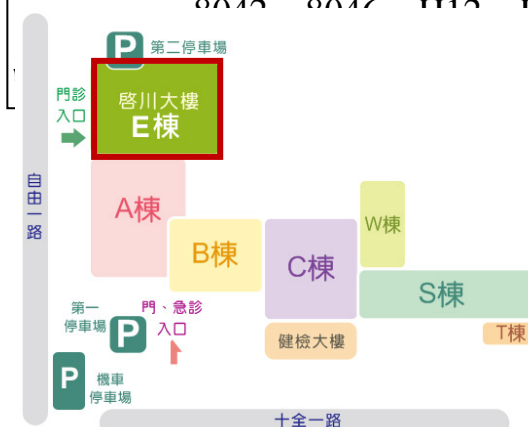 P 第二停車場
門診
入口
啓川大樓
E棟
自由一路
A棟
B棟
C棟
W棟
S棟
T棟
健檢大樓
第一
停車場
P
門、急診
入口
P
機車
停車場
十全一路